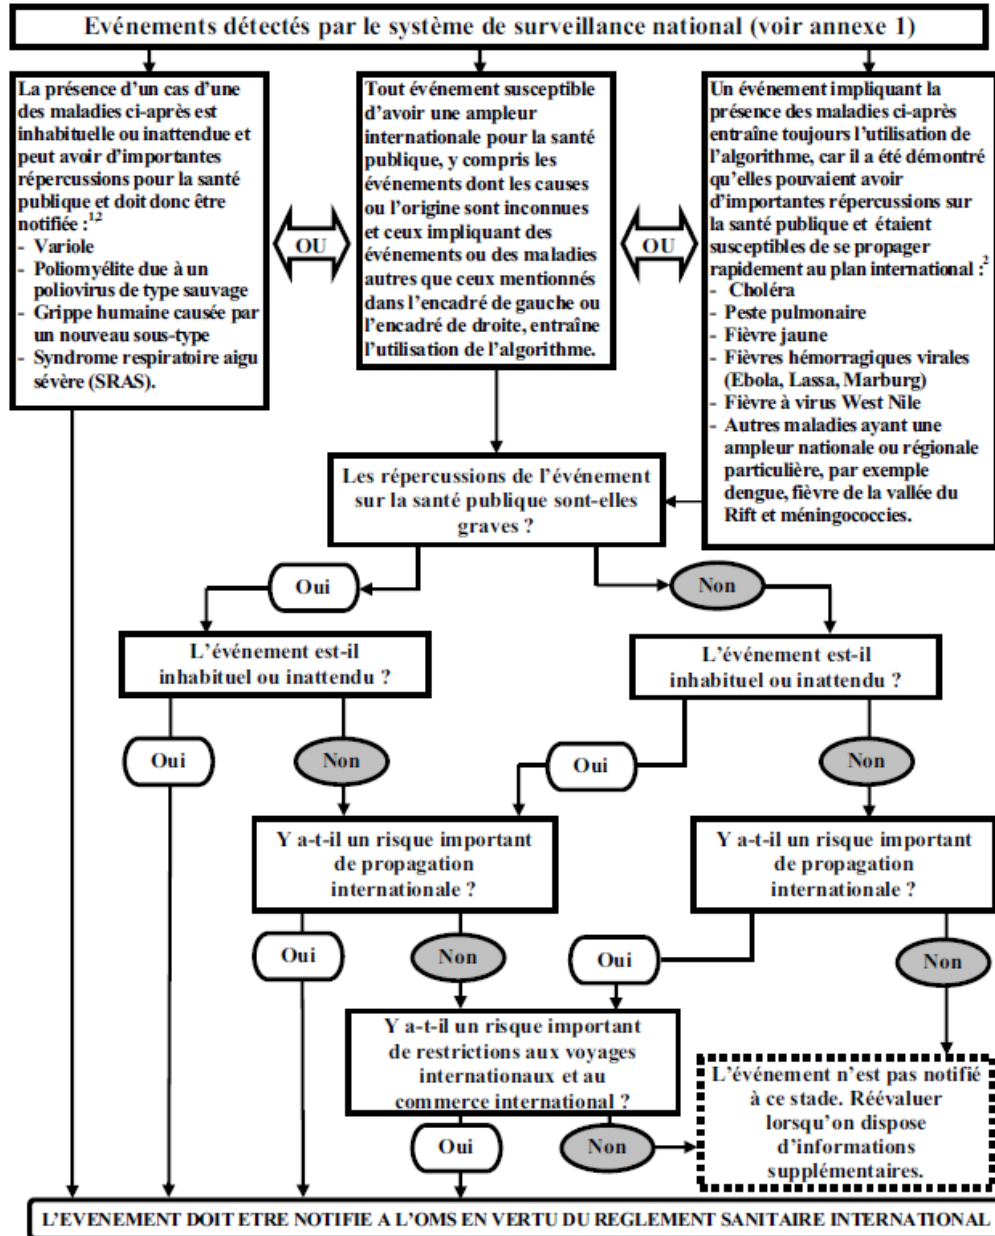 Evénements détectés par le système de surveillance national (voir annexe 1)
La présence d'un cas d'une
des maladies ci-après est
inhabituelle ou inattendue et
peut avoir d'importantes
répercussions pour la santé
publique et doit donc être
notifiée :1,2
- Variole
- Poliomyélite due à un
poliovirus de type sauvage
- Grippe humaine causée par
un nouveau sous-type
- Syndrome respiratoire aigu
sévère (SRAS).
OU
Tout événement susceptible
d'avoir une ampleur
internationale pour la santé
publique, y compris les
événements dont les causes
ou l'origine sont inconnues
et ceux impliquant des
événements ou des maladies
autres que ceux mentionnés
dans l'encadré de gauche ou
l'encadré de droite, entraîne
l'utilisation de l'algorithme.
OU
Un événement impliquant la
présence des maladies ci-après
entraîne toujours l'utilisation de
l'algorithme, car il a été démontré
qu'elles pouvaient avoir
d'importantes répercussions sur
la santé publique et étaient
susceptibles de se propager
rapidement au plan international :2
- Choléra
- Peste pulmonaire
- Fièvre jaune
- Fièvres hémorragiques virales
(Ebola, Lassa, Marburg)
- Fièvre à virus West Nile
- Autres maladies ayant une
ampleur nationale ou régionale
particulière, par exemple
dengue, fièvre de la vallée du
Rift et méningococcies.
Les répercussions de l'événement
sur la santé publique sont-elles
graves ?
Oui
Non
L'événement est-il
inhabituel ou inattendu ?
L'événement est-il
inhabituel ou inattendu ?
Oui
Non
Oui
Non
Y a-t-il un risque important
de propagation
internationale ?
Y a-t-il un risque important
de propagation
internationale ?
Oui
Non
Oui
Non
Y a-t-il un risque important
de restrictions aux voyages
internationaux et au
commerce international ?
L'événement n'est pas notifié
à ce stade. Réévaluer
lorsqu'on dispose
d'informations
supplémentaires.
Oui
Non
L'EVENEMENT DOIT ETRE NOTIFIE A L'OMS EN VERTU DU REGLEMENT SANITAIRE INTERNATIONAL